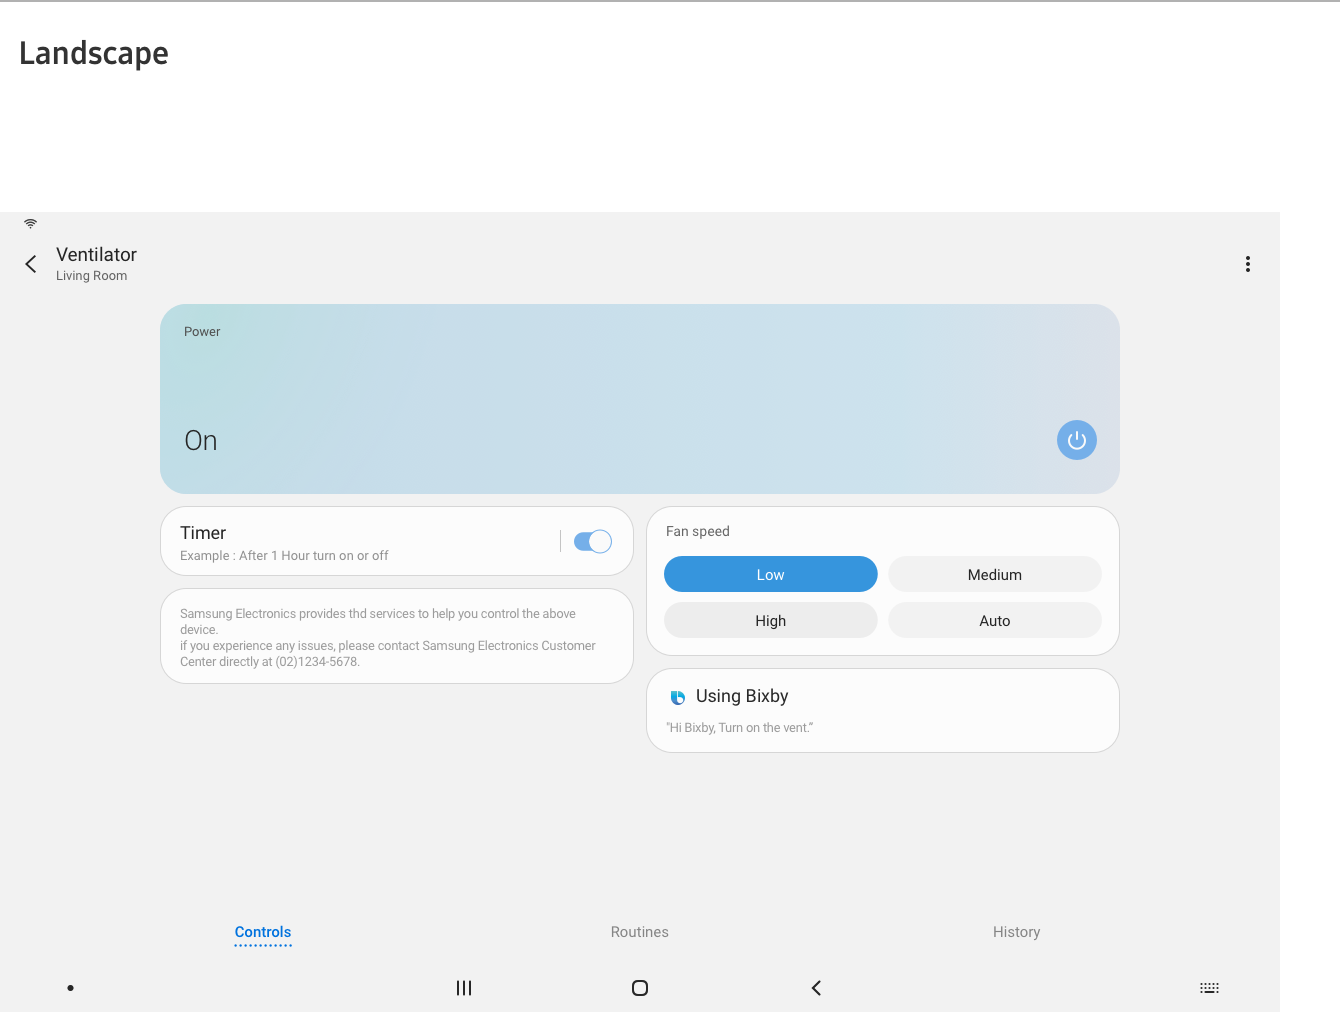 Landscape
Ventilator
Living Room
Power
On
Timer
Example : After 1 Hour turn on or off
Samsung Electronics provides thd services to help you control the above
device.
if you experience any issues, please contact Samsung Electronics Customer
Center directly at (02)1234-5678.
Fan speed
Low
Medium
High
Auto
Using Bixby
"Hi Bixby, Turn on the vent.”
Controls
Routines
History